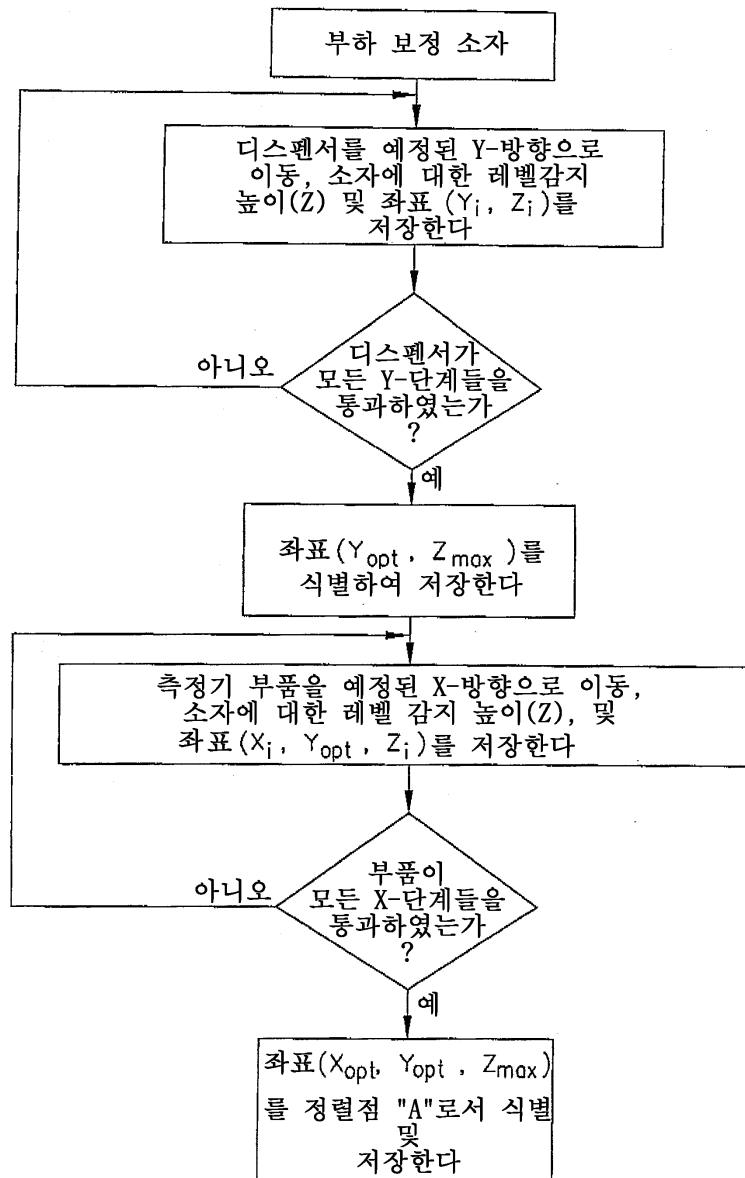 부하 보정 소자
디스펜서를 예정된 Y-방향으로
이동, 소자에 대한 레벨감지
높이(Z) 및 좌표 (Yi, Zi)를
저장한다
디스펜서가
모든 Y-단계들을
통과하였는가
?
아니오
예
좌표(Yopt , Zmax )를
식별하여 저장한다
측정기 부품을 예정된 X-방향으로 이동,
소자에 대한 레벨 감지 높이(Z), 및
좌표(Xi, Yopt , Zi)를 저장한다
부품이
모든 X-단계들을
통과하였는가
?
아니오
예
좌표(Xopt, Yopt , Zmax)
를 정렬점 "A"로서 식별
및
저장한다